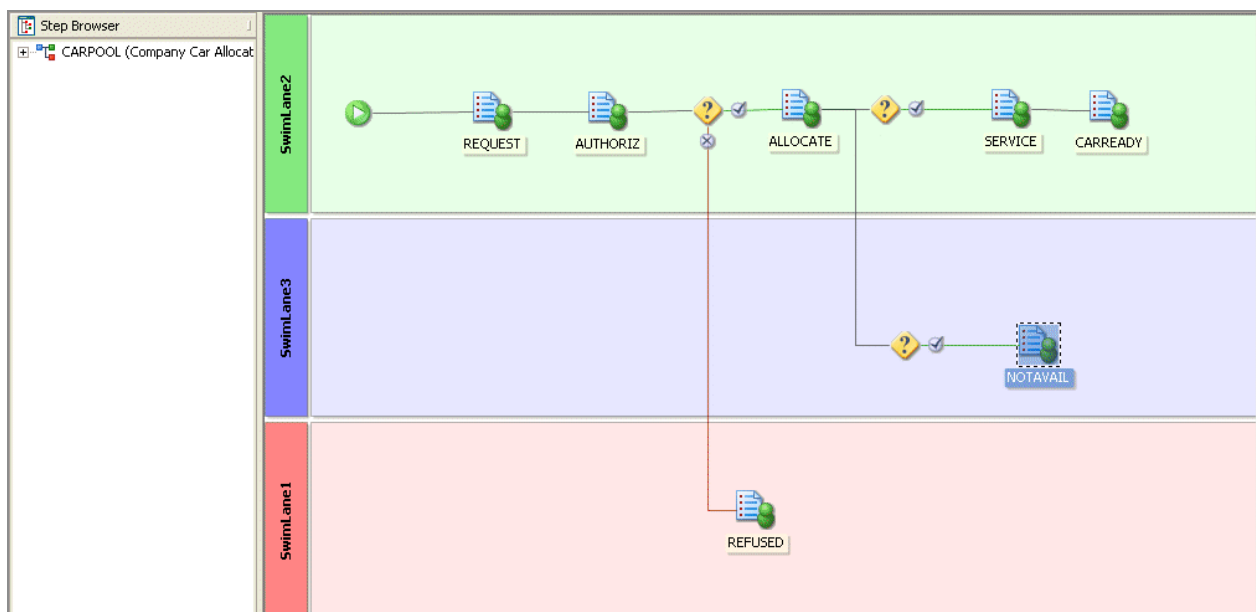 Step Browser
CARPOOL (Company Car Allocat
SwimLane2
REQUEST
AUTHORIZ
?
ALLOCATE
?
SERVICE
CARREADY
SwimLane3
?
NOTAVAIL
SwimLane1
REFUSED